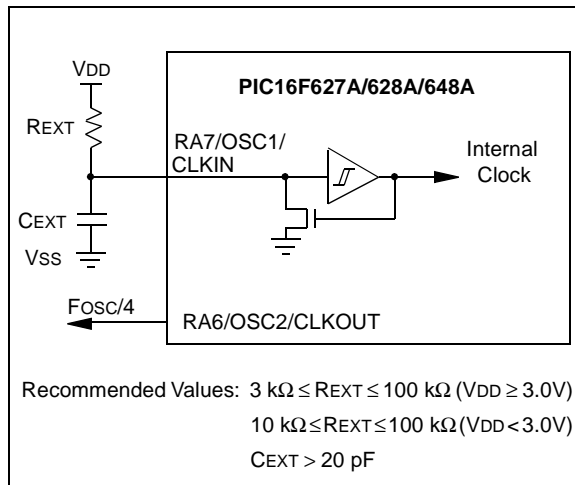 VDD
PIC16F627A/628A/648A
REXT
RA7/OSC1/
CLKIN
Internal
Clock
CEXT
VSS
FOSC/4
RA6/OSC2/CLKOUT
Recommended Values: 3 kΩ ≤ REXT ≤ 100 kΩ (VDD ≥ 3.0V)
10 kΩ ≤ REXT ≤ 100 kΩ (VDD < 3.0V)
CEXT > 20 pF